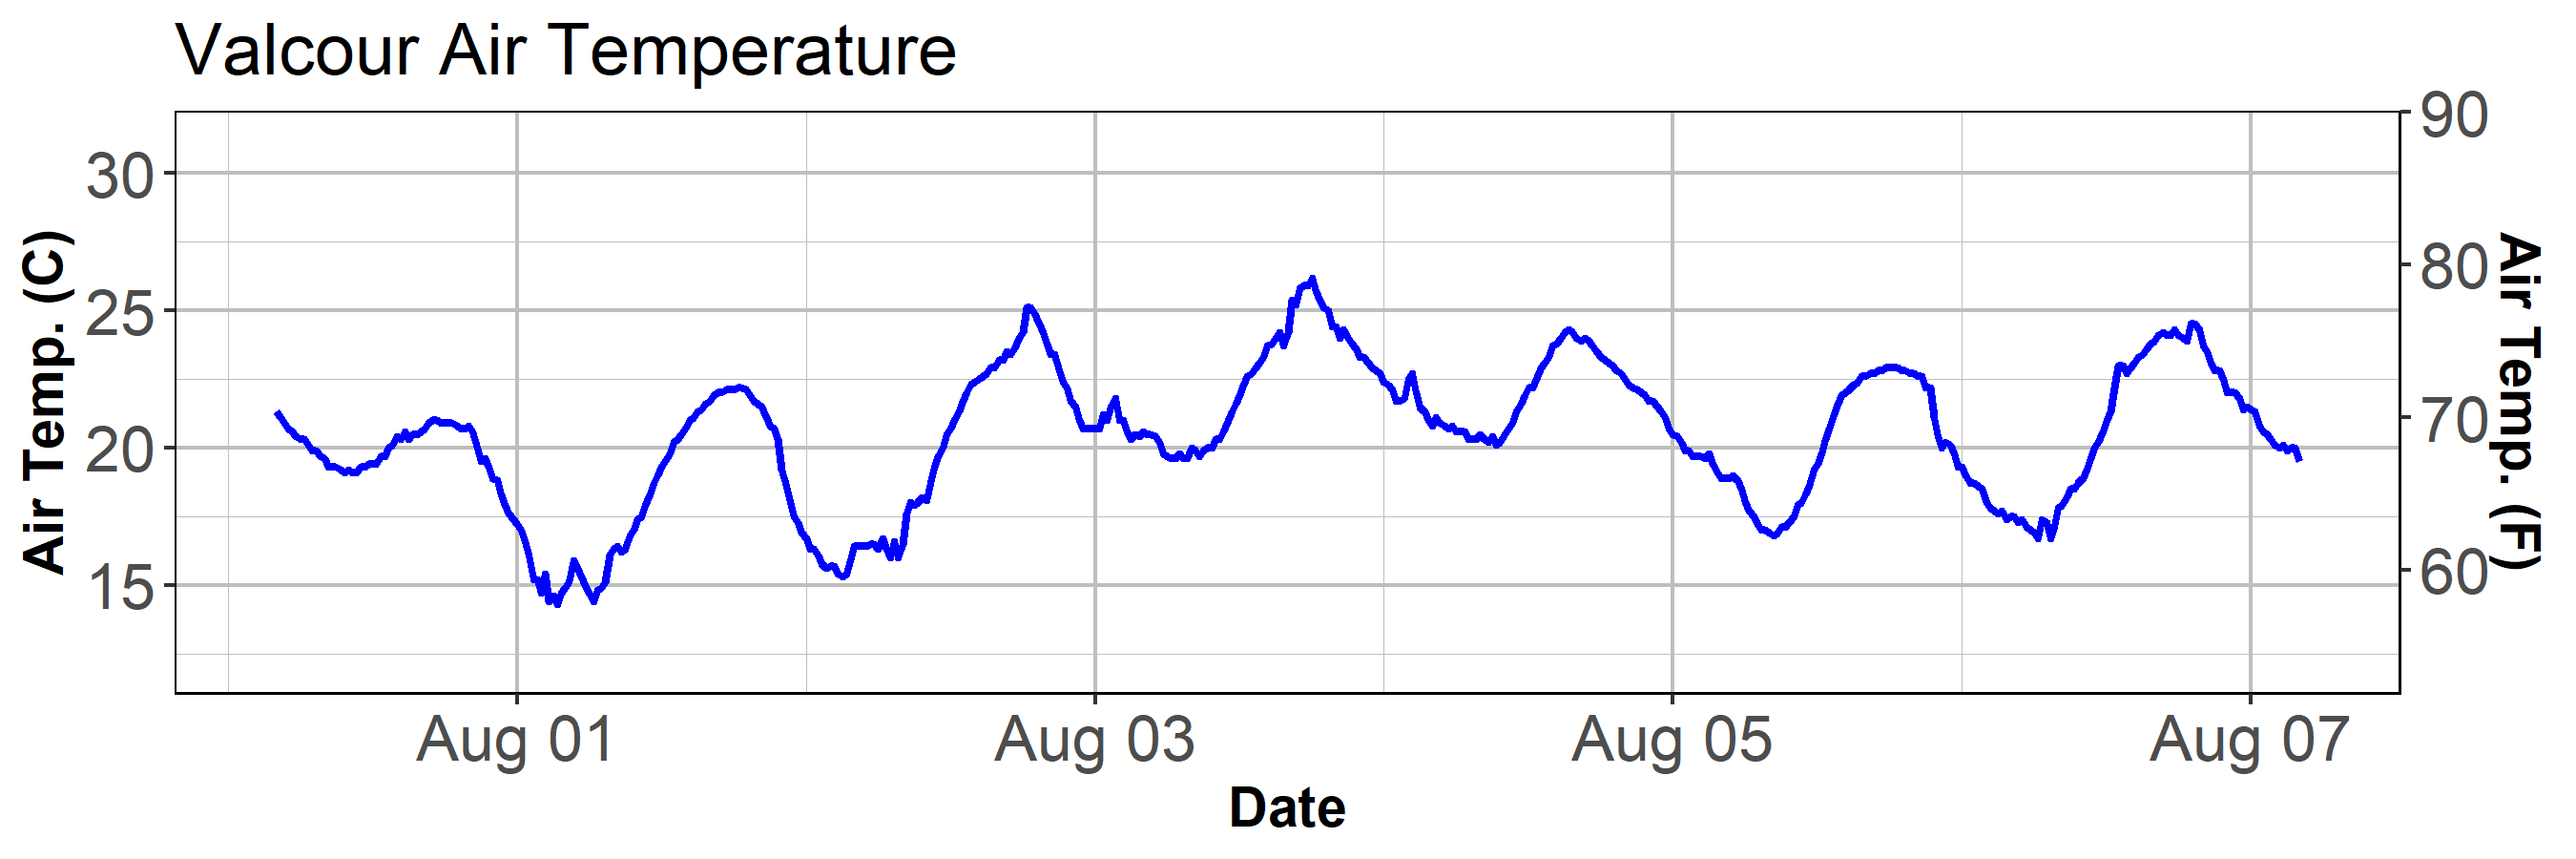 Valcour Air Temperature
90
30
80
25
70
20
60
15
Air Temp. (C)
Air Temp. (F)
Aug 01
Aug 03
Aug 05
Aug 07
Date